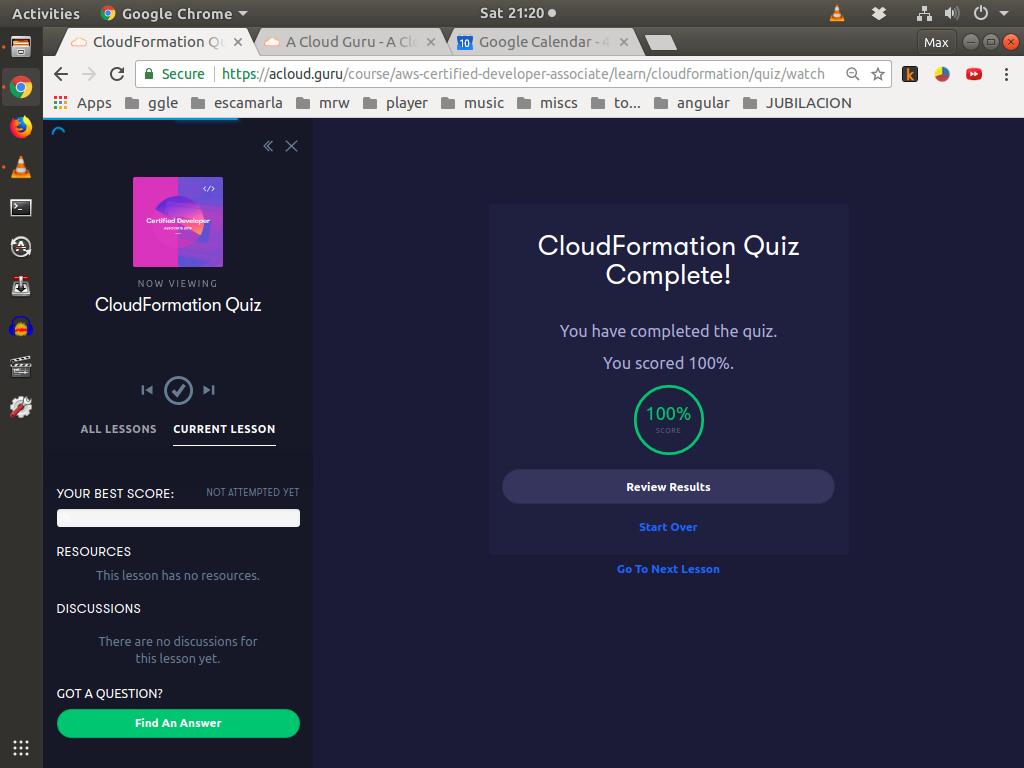 Activities
Google Chrome
Sat 21:20
CloudFormation Qu
A Cloud Guru - A Clo
10
Google Calendar - 4
Max
Secure
https://acloud.guru/course/aws-certified-developer-associate/learn/cloudformation/quiz/watch
Apps
ggle
escamarla
mrw
player
music
miscs
to...
angular
JUBILACION
</>
Certified Developer
NOW VIEWING
CloudFormation Quiz
ALL LESSONS
CURRENT LESSON
YOUR BEST SCORE:
NOT ATTEMPTED YET
RESOURCES
This lesson has no resources.
DISCUSSIONS
There are no discussions for
this lesson yet.
GOT A QUESTION?
Find An Answer
CloudFormation Quiz
Complete!
You have completed the quiz.
You scored 100%.
100%
SCORE
Review Results
Start Over
Go To Next Lesson